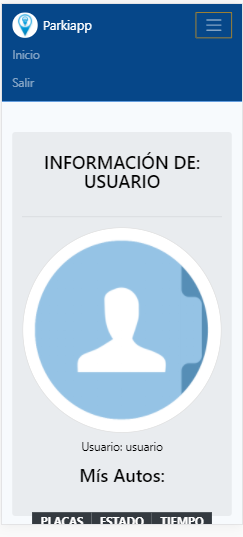 Parkiapp
Inicio
Salir
INFORMACIÓN DE:
USUARIO
Usuario: usuario
Mís Autos:
PLACAS ESTADO TIEMPO